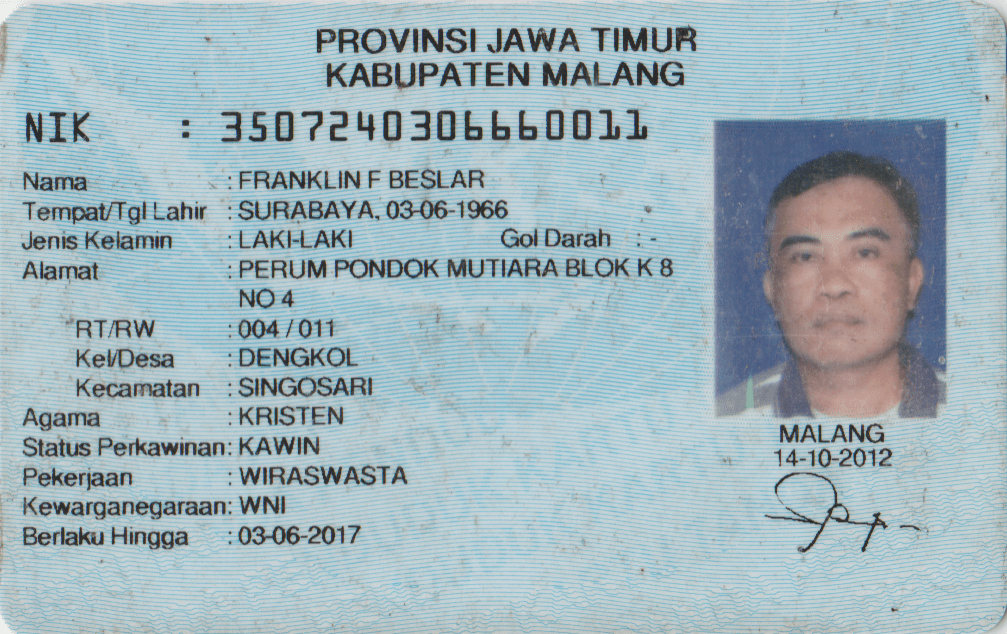 PROVINSI JAWA TIMUR
KABUPATEN MALANG
NIK : 3507240306660011
Nama : FRANKLIN F BESLAR
Tempat/Tgl Lahir : SURABAYA, 03-06-1966
Jenis Kelamin : LAKI-LAKI Gol Darah : -
Alamat : PERUM PONDOK MUTIARA BLOK K 8
NO 4
RT/RW : 004 / 011
Kel/Desa : DENGKOL
Kecamatan : SINGOSARI
Agama : KRISTEN
Status Perkawinan: KAWIN
Pekerjaan : WIRASWASTA
Kewarganegaraan: WNI
Berlaku Hingga : 03-06-2017
MALANG
14-10-2012